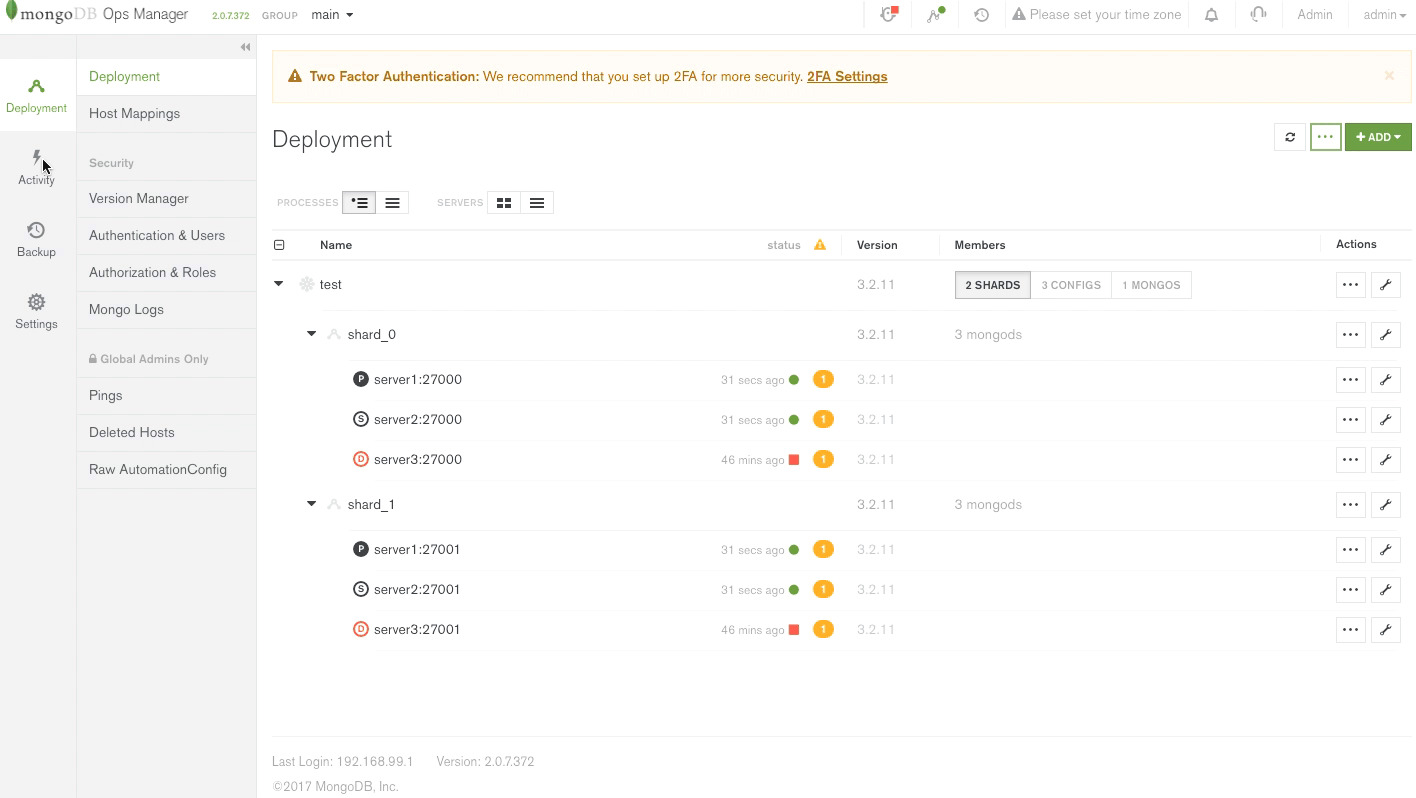 mongoDB Ops Manager 2.0.7.372 GROUP main Please set your time zone Admin admin
Two Factor Authentication: We recommend that you set up 2FA for more security. 2FA Settings
Deployment
Activity
Backup
Settings
Deployment
Host Mappings
Security
Version Manager
Authentication & Users
Authorization & Roles
Mongo Logs
Global Admins Only
Pings
Deleted Hosts
Raw AutomationConfig
Deployment
+ ADD
PROCESSES SERVERS
Name status Version Members Actions
test 3.2.11 2 SHARDS 3 CONFIGS 1 MONGOS
shard_0 3.2.11 3 mongods
P server1:27000 31 secs ago 1 3.2.11
S server2:27000 31 secs ago 1 3.2.11
D server3:27000 46 mins ago 1 3.2.11
shard_1 3.2.11 3 mongods
P server1:27001 31 secs ago 1 3.2.11
S server2:27001 31 secs ago 1 3.2.11
D server3:27001 46 mins ago 1 3.2.11
Last Login: 192.168.99.1 Version: 2.0.7.372
©2017 MongoDB, Inc.